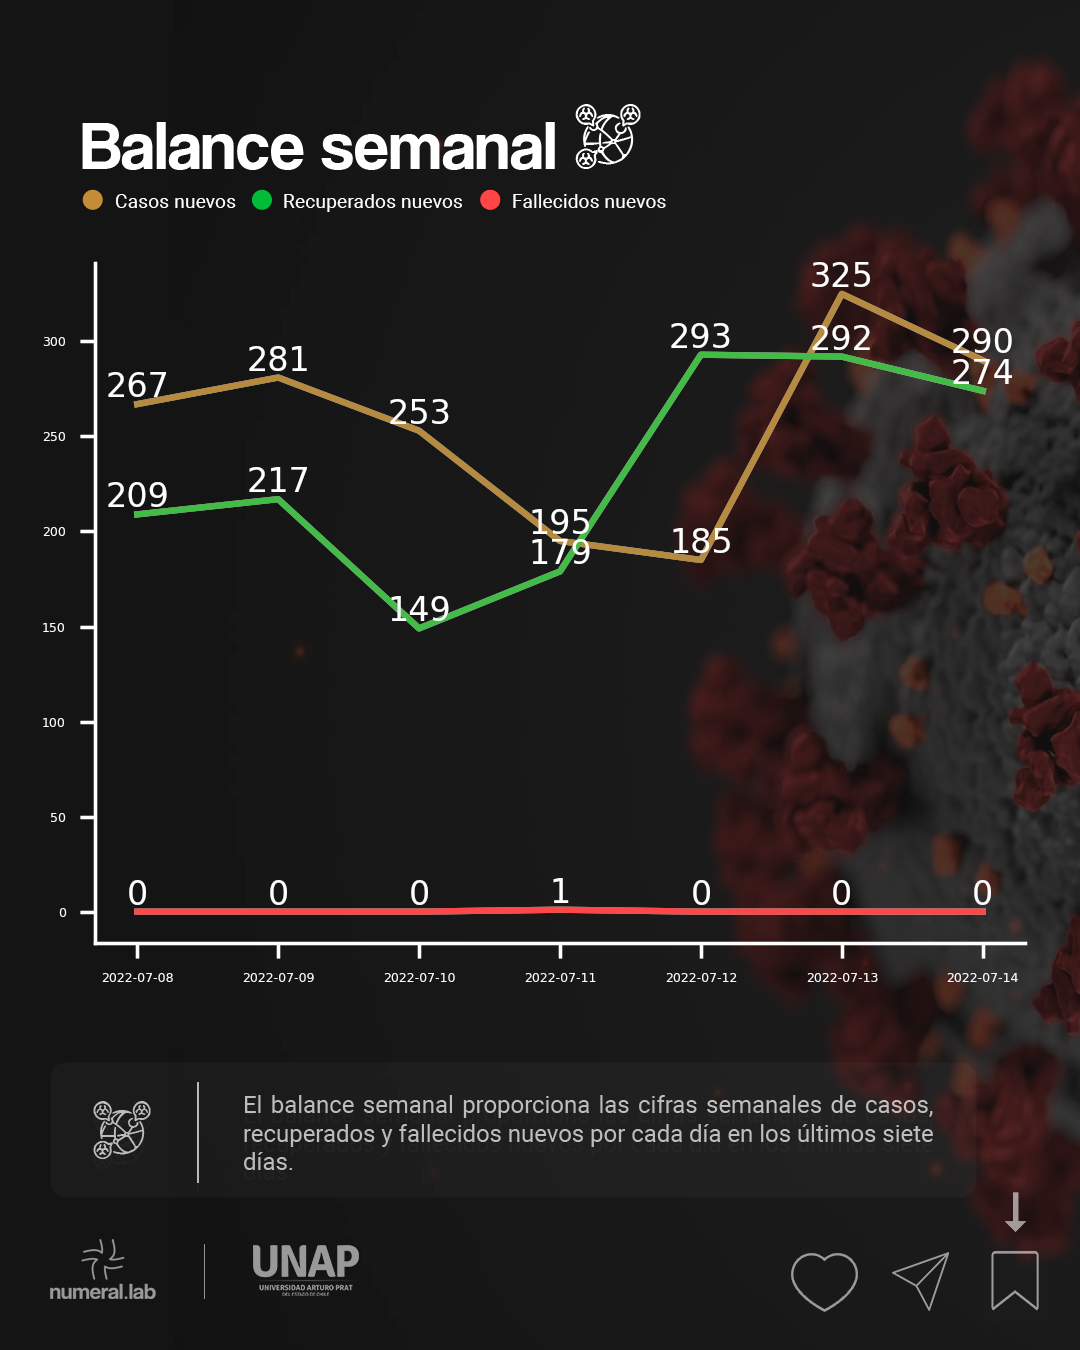 Balance semanal
Casos nuevos Recuperados nuevos Fallecidos nuevos
325
300 293 292 290
281 274
267
250 253
217
209
200 195
185
179
150 149
100
50
0 0 0 0 1 0 0 0
2022-07-08 2022-07-09 2022-07-10 2022-07-11 2022-07-12 2022-07-13 2022-07-14
El balance semanal proporciona las cifras semanales de casos,
recuperados y fallecidos nuevos por cada día en los últimos siete
días.
numeral.lab
UNAP
UNIVERSIDAD ARTURO PRAT
DEL ESTADO DE CHILE